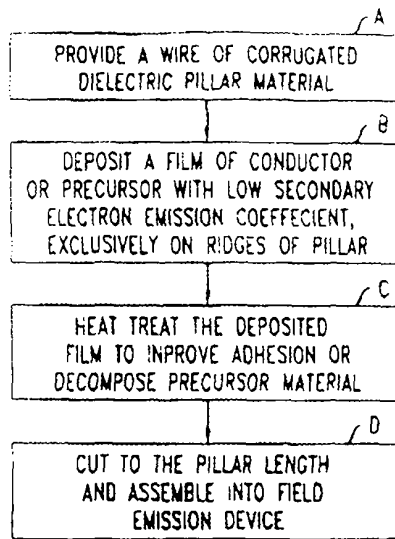 A
PROVIDE A WIRE OF CORRUGATED
DIELECTRIC PILLAR MATERIAL
B
DEPOSIT A FILM OF CONDUCTOR
OR PRECURSOR WITH LOW SECONDARY
ELECTRON EMISSION COEFFECIENT,
EXCLUSIVELY ON RIDGES OF PILLAR
C
HEAT TREAT THE DEPOSITED
FILM TO INPROVE ADHESION OR
DECOMPOSE PRECURSOR MATERIAL
D
CUT TO THE PILLAR LENGTH
AND ASSEMBLE INTO FIELD
EMISSION DEVICE